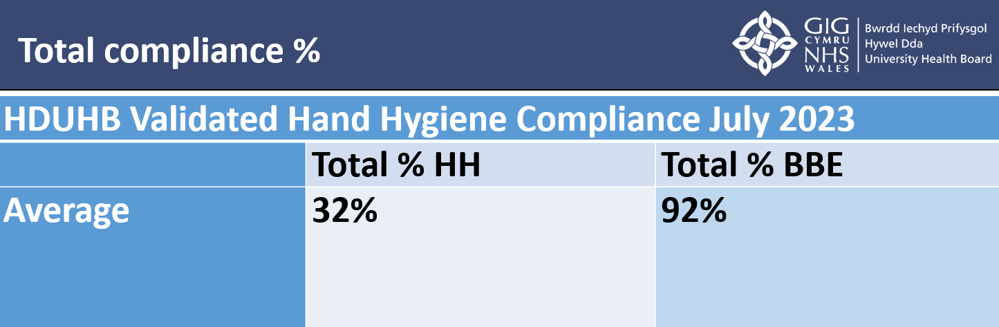 Total compliance %
GIG
CYMRU
NHS
WALES
Bwrdd Iechyd Prifysgol
Hywel Dda
University Health Board
HDUHB Validated Hand Hygiene Compliance July 2023
Total % HH Total % BBE
Average 32% 92%